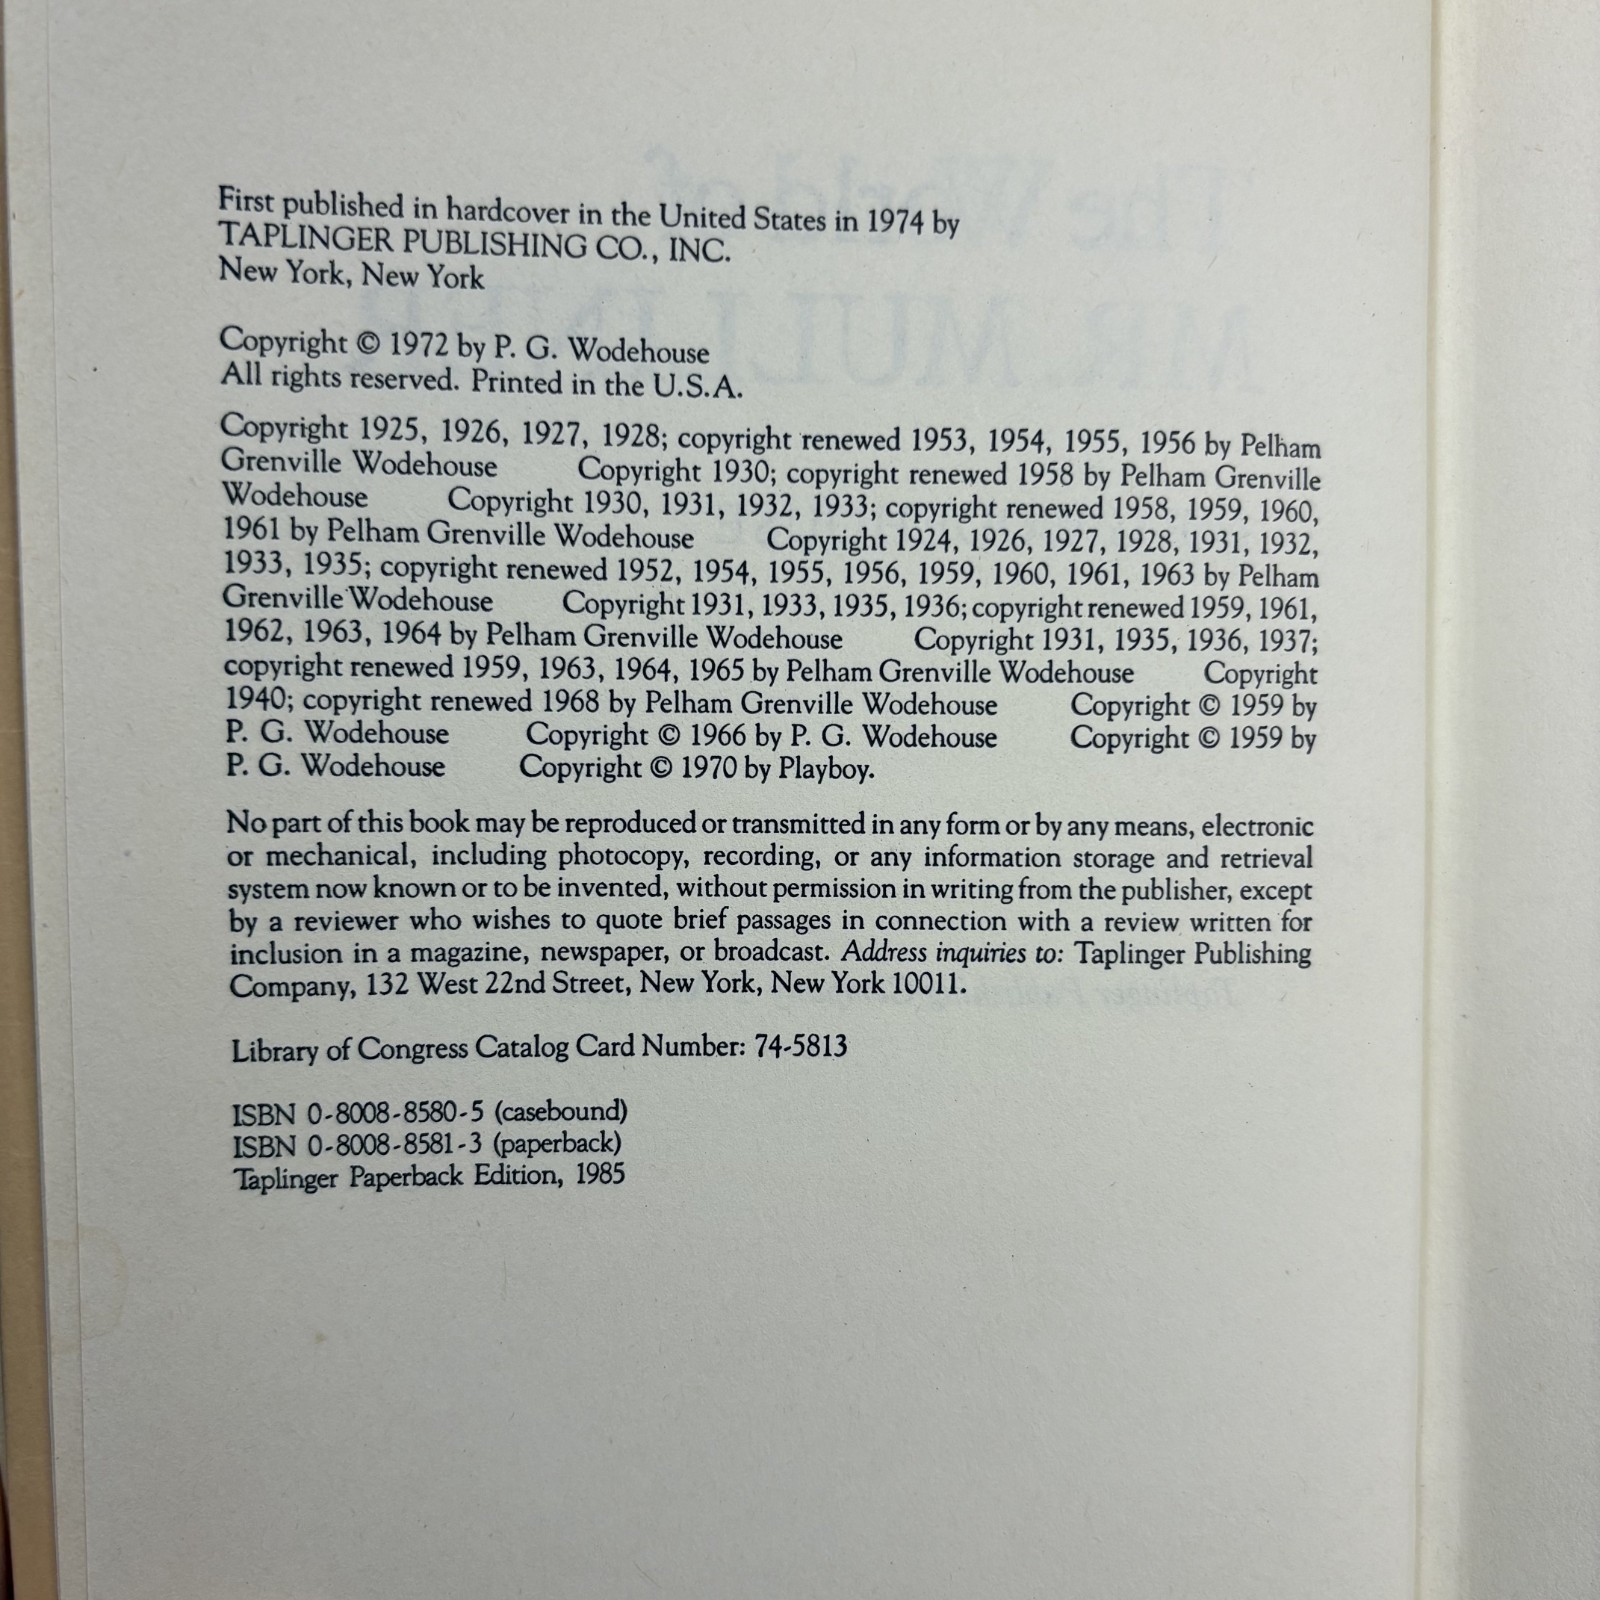 First published in hardcover in the United States in 1974 by
TAPLINGER PUBLISHING CO., INC.
New York, New York
Copyright © 1972 by P. G. Wodehouse
All rights reserved. Printed in the U.S.A.
Copyright 1925, 1926, 1927, 1928; copyright renewed 1953, 1954, 1955, 1956 by Pelham
Grenville Wodehouse Copyright 1930; copyright renewed 1958 by Pelham Grenville
Wodehouse Copyright 1930, 1931, 1932, 1933; copyright renewed 1958, 1959, 1960,
1961 by Pelham Grenville Wodehouse Copyright 1924, 1926, 1927, 1928, 1931, 1932,
1933, 1935; copyright renewed 1952, 1954, 1955, 1956, 1959, 1960, 1961, 1963 by Pelham
Grenville Wodehouse Copyright 1931, 1933, 1935, 1936; copyright renewed 1959, 1961,
1962, 1963, 1964 by Pelham Grenville Wodehouse Copyright 1931, 1935, 1936, 1937;
copyright renewed 1959, 1963, 1964, 1965 by Pelham Grenville Wodehouse Copyright
1940; copyright renewed 1968 by Pelham Grenville Wodehouse Copyright © 1959 by
P. G. Wodehouse Copyright © 1966 by P. G. Wodehouse Copyright © 1959 by
P. G. Wodehouse Copyright © 1970 by Playboy.
No part of this book may be reproduced or transmitted in any form or by any means, electronic
or mechanical, including photocopy, recording, or any information storage and retrieval
system now known or to be invented, without permission in writing from the publisher, except
by a reviewer who wishes to quote brief passages in connection with a review written for
inclusion in a magazine, newspaper, or broadcast. Address inquiries to: Taplinger Publishing
Company, 132 West 22nd Street, New York, New York 10011.
Library of Congress Catalog Card Number: 74-5813
ISBN 0-8008-8580-5 (casebound)
ISBN 0-8008-8581-3 (paperback)
Taplinger Paperback Edition, 1985